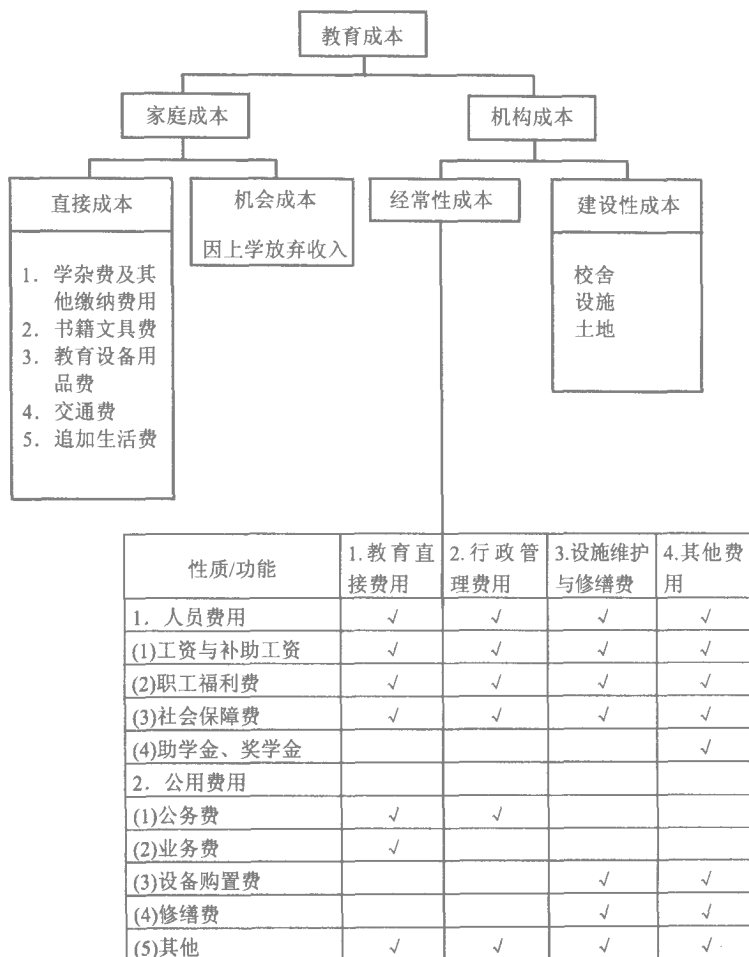 教育成本
家庭成本
机构成本
直接成本
1. 学杂费及其
他缴纳费用
2. 书籍文具费
3. 教育设备用
品费
4. 交通费
5. 追加生活费
机会成本
因上学放弃收入
经常性成本
建设性成本
校舍
设施
土地
性质/功能 1.教育直 2.行政管 3.设施维护 4.其他费
接费用 理费用 与修缮费 用
1. 人员费用 √ √ √ √
(1)工资与补助工资 √ √ √ √
(2)职工福利费 √ √ √ √
(3)社会保障费 √ √ √ √
(4)助学金、奖学金 √
2. 公用费用
(1)公务费 √ √
(2)业务费 √
(3)设备购置费 √ √
(4)修缮费 √ √
(5)其他 √ √ √ √